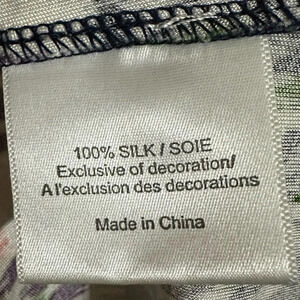 100% SILK / SOIE
Exclusive of decoration/
A l'exclusion des decorations
Made in China